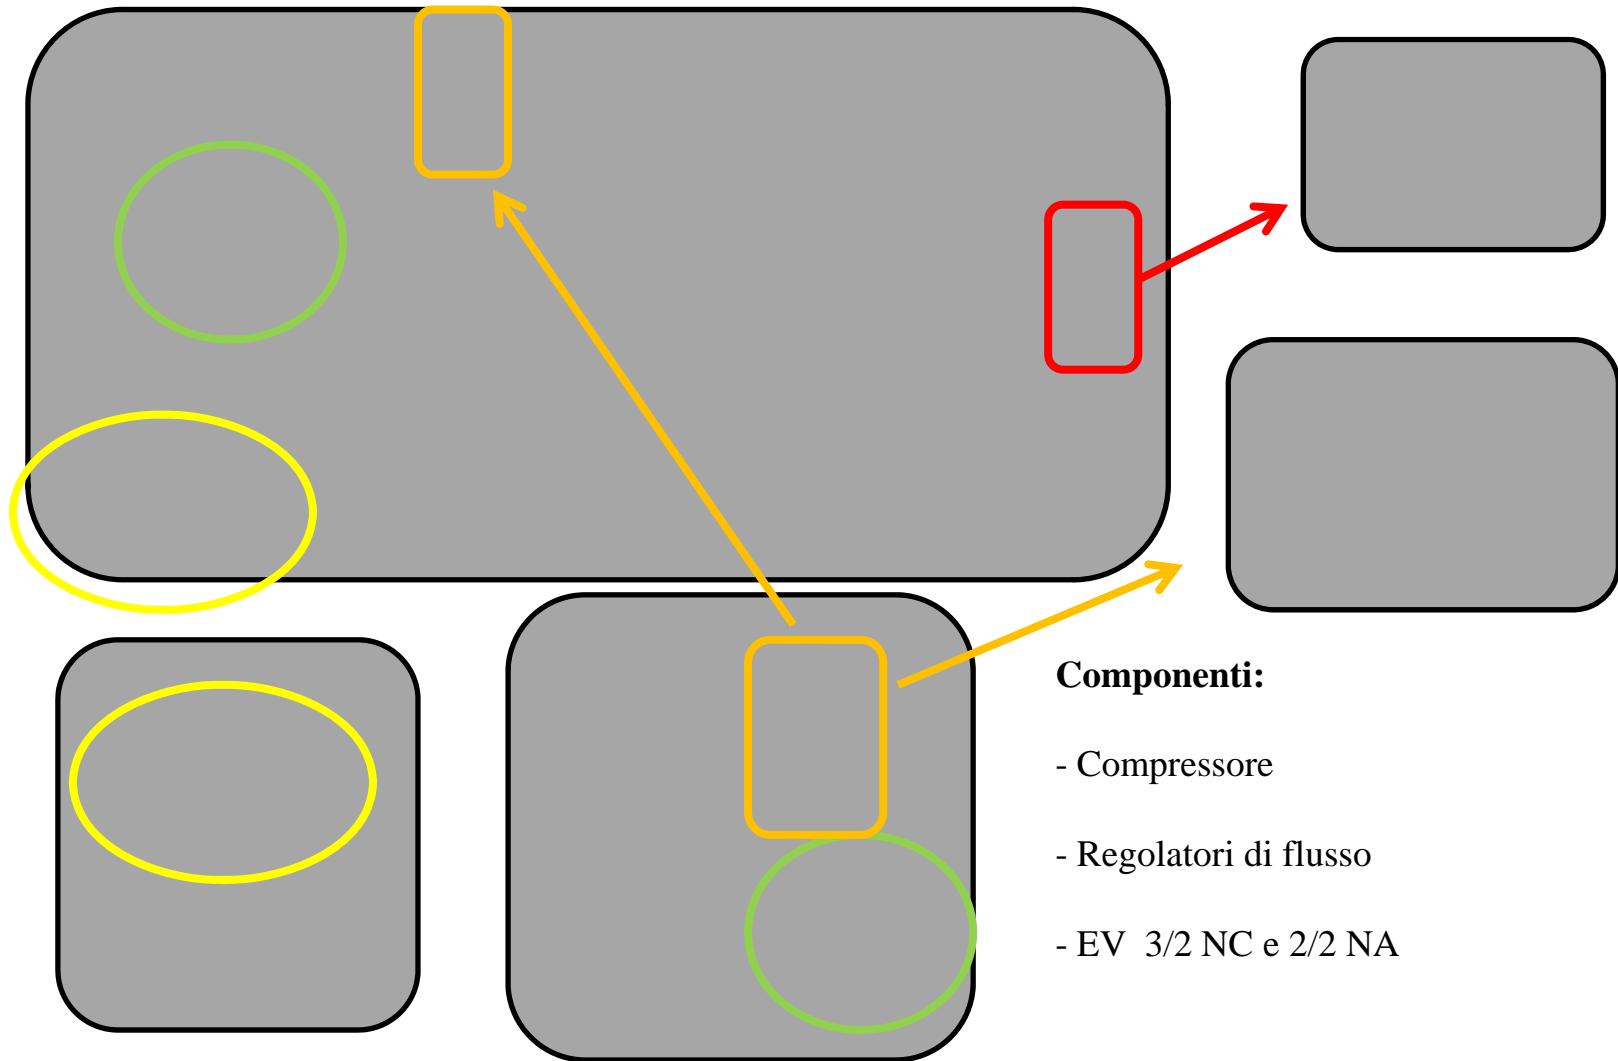 Componenti:
- Compressore
- Regolatori di flusso
- EV  3/2 NC e 2/2 NA